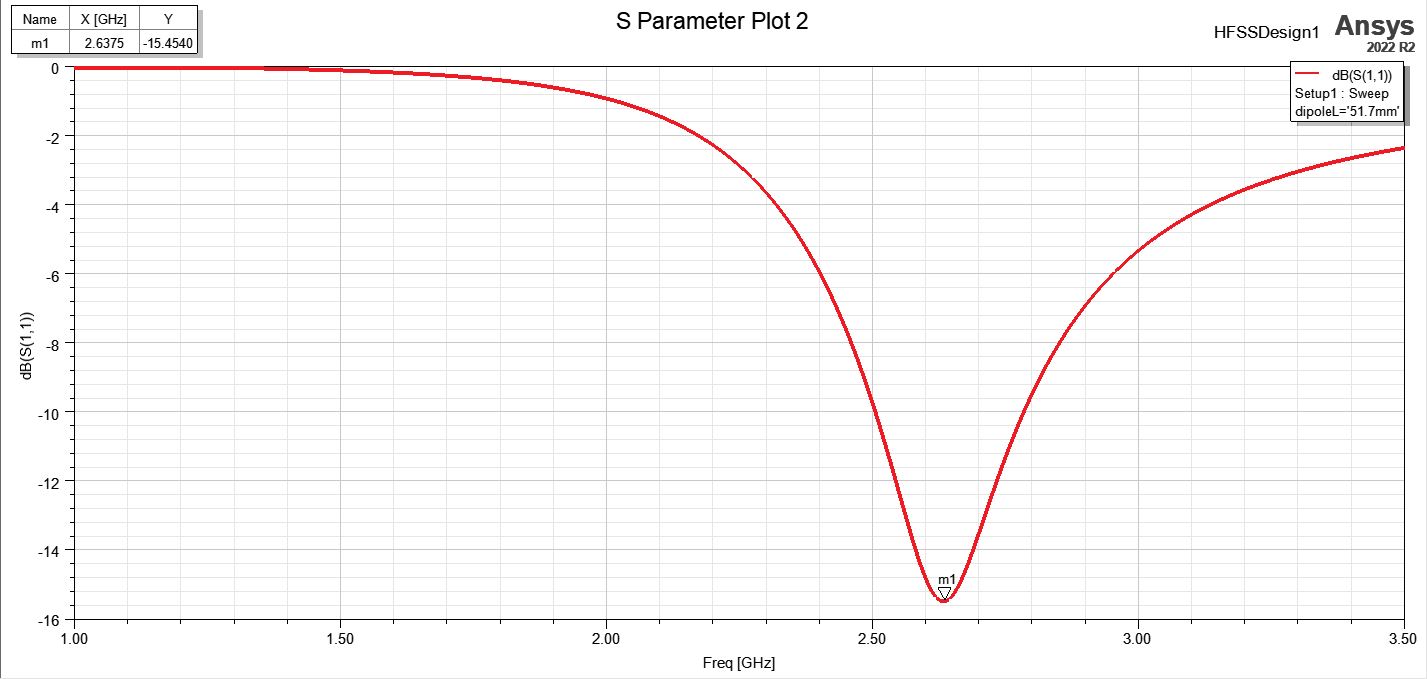 S Parameter Plot 2
Name X [GHz] Y
m1 2.6375 -15.4540
HFSSDesign1
Ansys
2022 R2
dB(S(1,1))
Setup1 : Sweep
dipoleL='51.7mm'
0
-2
-4
-6
-8
-10
-12
-14
-16
dB(S(1,1))
m1
1.00 1.50 2.00 2.50 3.00 3.50
Freq [GHz]